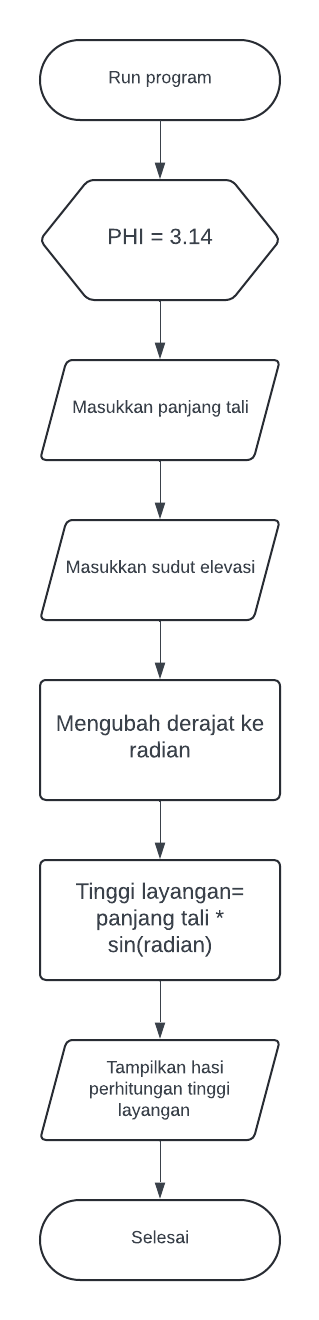 Run program
PHI = 3.14
Masukkan panjang tali
Masukkan sudut elevasi
Mengubah derajat ke
radian
Tinggi layangan=
panjang tali *
sin(radian)
Tampilkan hasi
perhitungan tinggi
layangan
Selesai